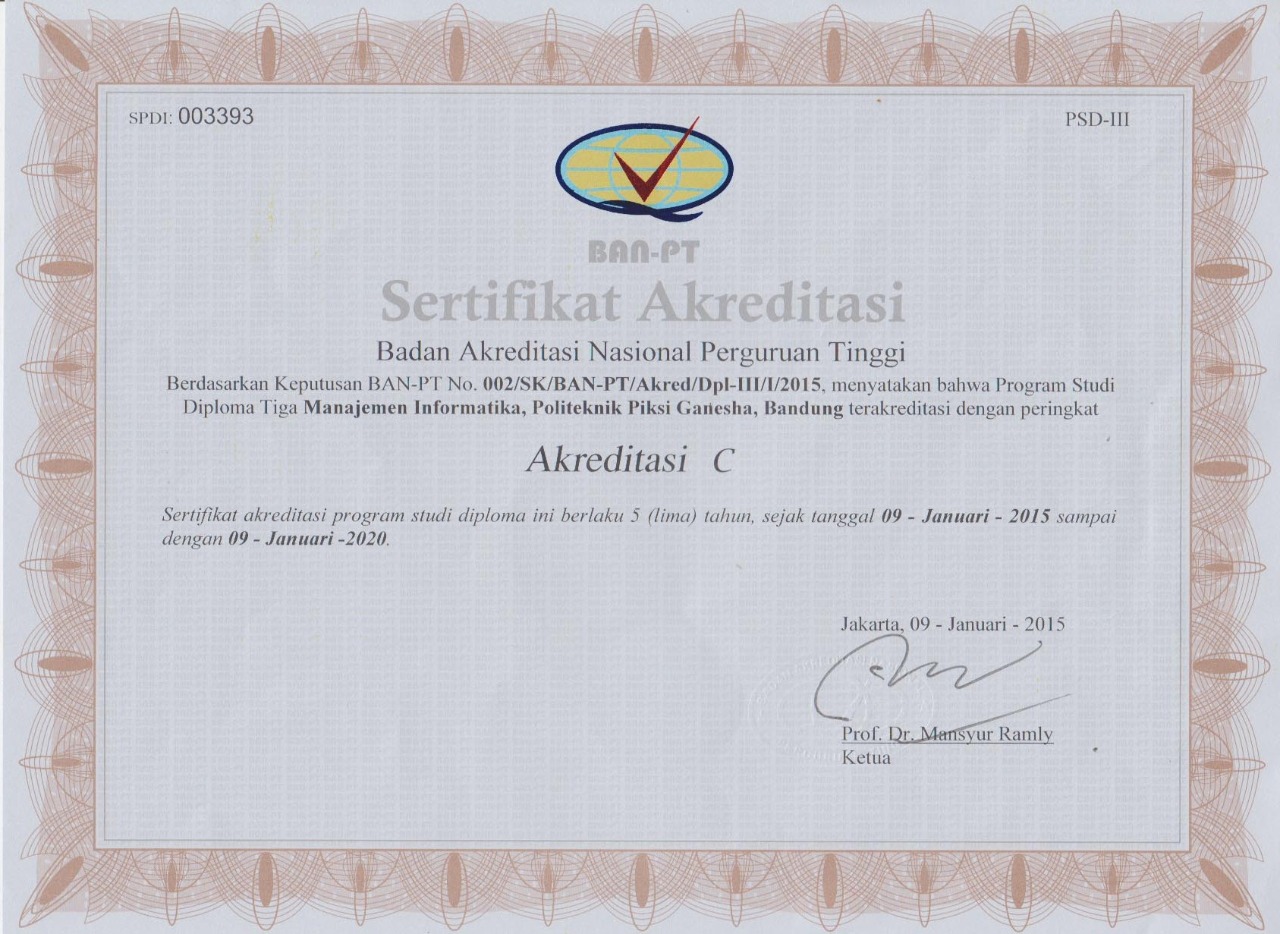 SPDI: 003393
PSD-III
BAN-PT
Sertifikat Akreditasi
Badan Akreditasi Nasional Perguruan Tinggi
Berdasarkan Keputusan BAN-PT No. 002/SK/BAN-PT/Akred/Dpl-III/I/2015, menyatakan bahwa Program Studi
Diploma Tiga Manajemen Informatika, Politeknik Piksi Ganesha, Bandung terakreditasi dengan peringkat
Akreditasi C
Sertifikat akreditasi program studi diploma ini berlaku 5 (lima) tahun, sejak tanggal 09 - Januari - 2015 sampai
dengan 09 - Januari -2020.
Jakarta, 09 - Januari - 2015
Prof. Dr. Mansyur Ramly
Ketua